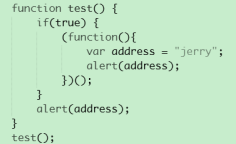 function test() {
    if(true) {
        (function(){
            var address = "jerry";
            alert(address);
        })();
    }
    alert(address);
}
test();